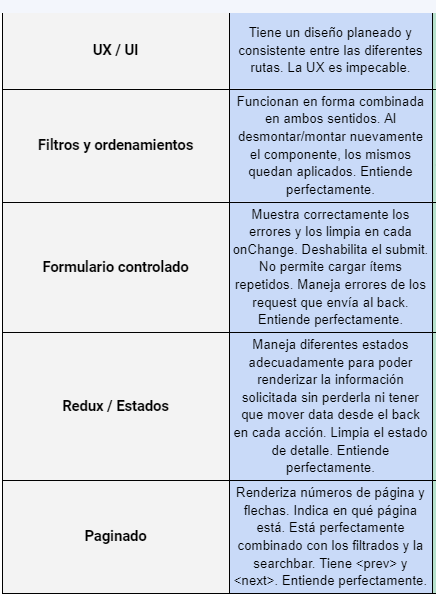 UX / UI
Tiene un diseño planeado y
consistente entre las diferentes
rutas. La UX es impecable.
Filtros y ordenamientos
Funcionan en forma combinada
en ambos sentidos. Al
desmontar/montar nuevamente
el componente, los mismos
quedan aplicados. Entiende
perfectamente.
Formulario controlado
Muestra correctamente los
errores y los limpia en cada
onChange. Deshabilita el submit.
No permite cargar ítems
repetidos. Maneja errores de los
request que envía al back.
Entiende perfectamente.
Redux / Estados
Maneja diferentes estados
adecuadamente para poder
renderizar la información
solicitada sin perderla ni tener
que mover data desde el back
en cada acción. Limpia el estado
de detalle. Entiende
perfectamente.
Paginado
Renderiza números de página y
flechas. Indica en qué página
está. Está perfectamente
combinado con los filtrados y la
searchbar. Tiene <prev> y
<next>. Entiende perfectamente.